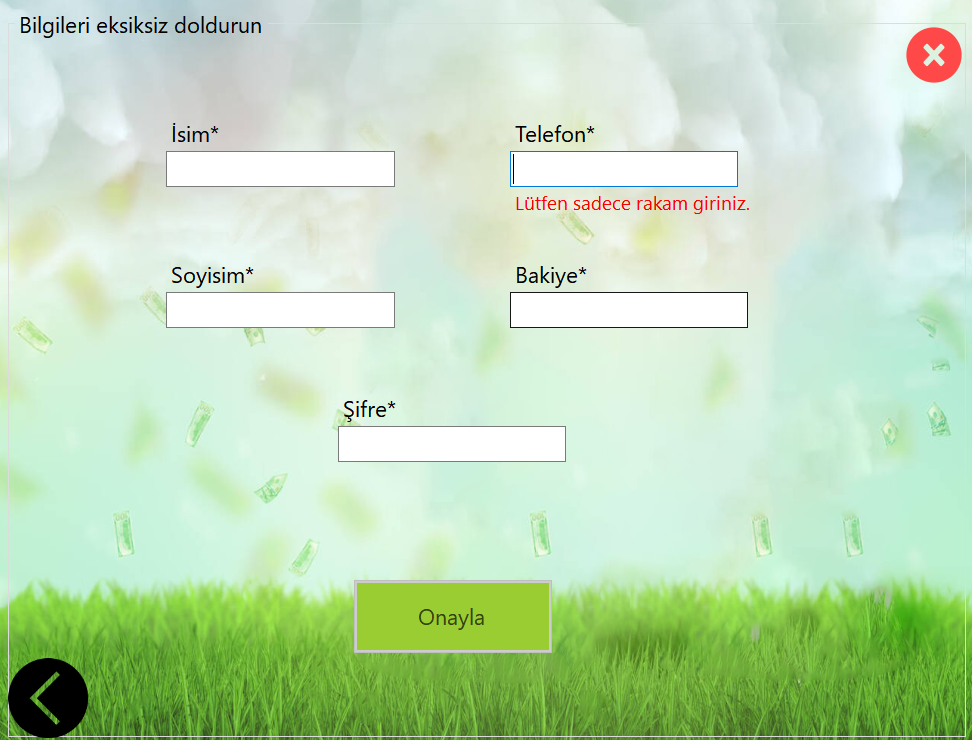 Bilgileri eksiksiz doldurun
İsim*
Telefon*
Lütfen sadece rakam giriniz.
Soyisim*
Bakiye*
Şifre*
Onayla